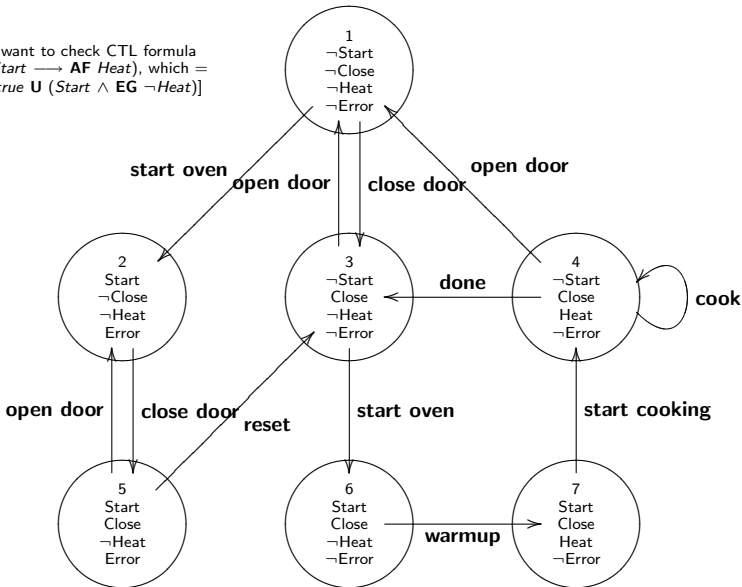 want to check CTL formula
tart ⟶ AF Heat), which =
true U (Start ∧ EG ¬Heat)]
1
¬Start
¬Close
¬Heat
¬Error
start oven
open door
close door
open door
2
Start
¬Close
¬Heat
Error
3
¬Start
Close
¬Heat
¬Error
done
4
¬Start
Close
Heat
¬Error
cook
open door
close door
reset
start oven
start cooking
5
Start
Close
¬Heat
Error
6
Start
Close
¬Heat
¬Error
warmup
7
Start
Close
Heat
¬Error